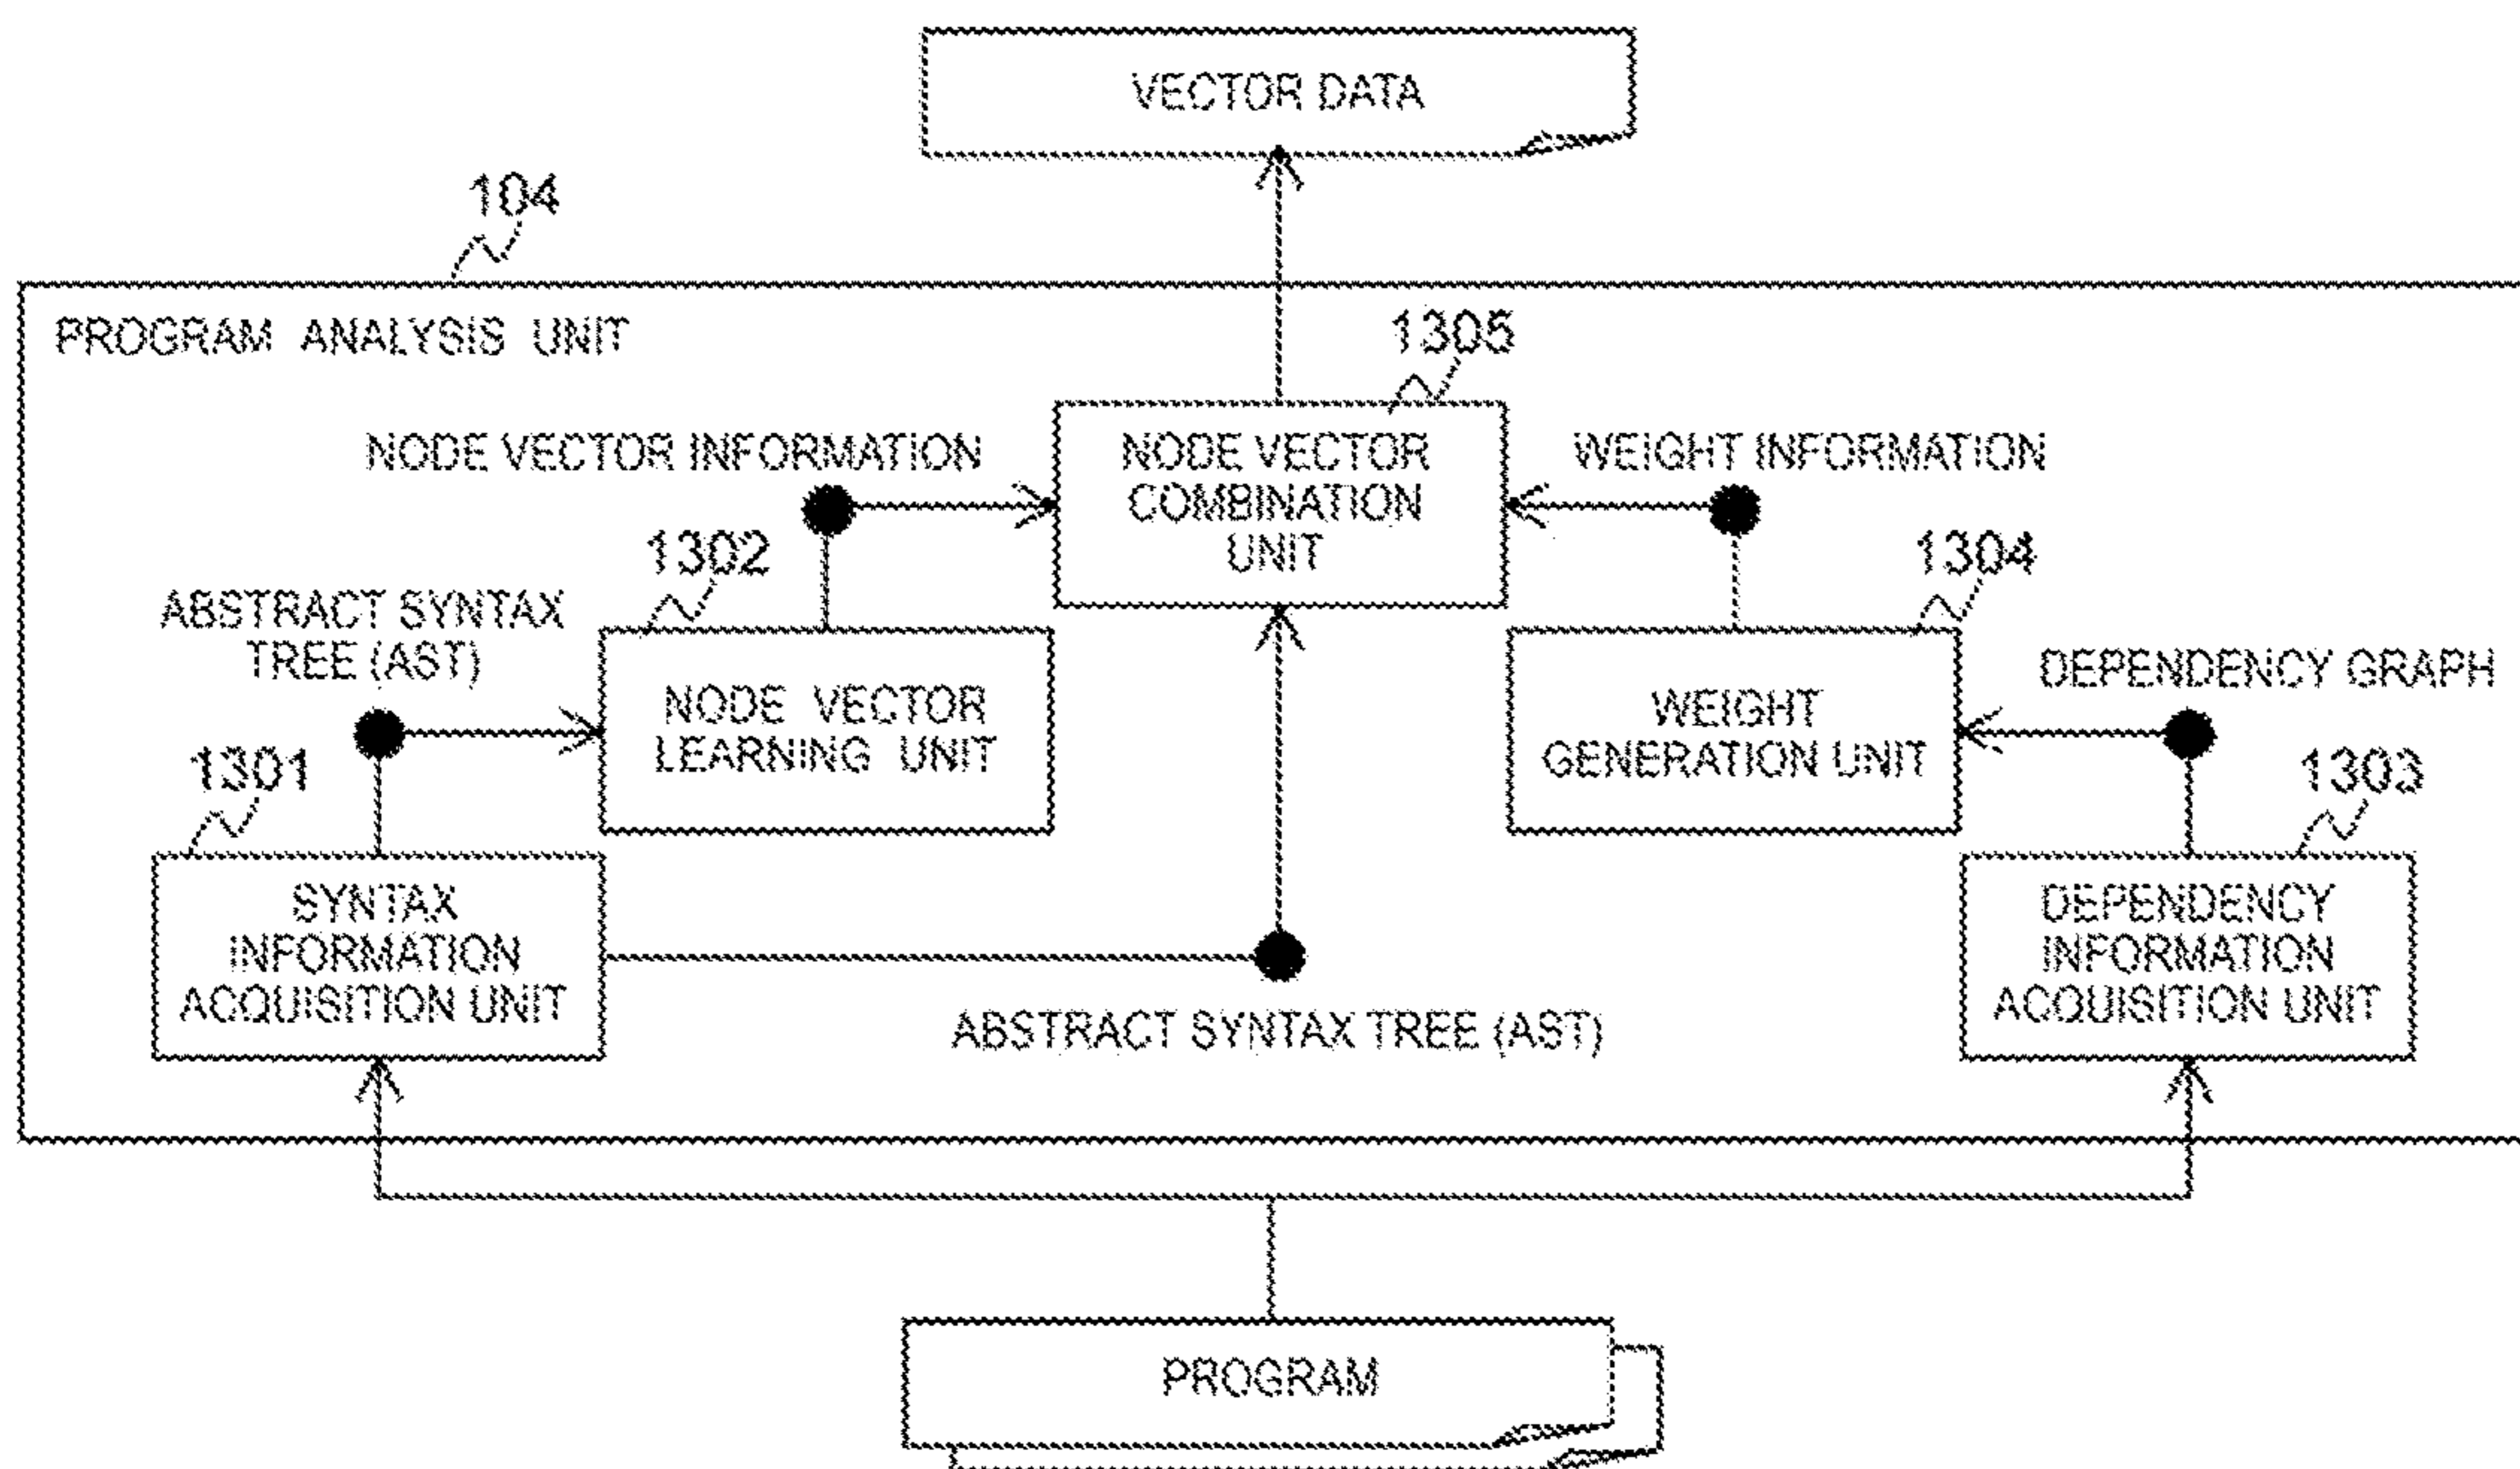 VECTOR DATA
104
PROGRAM ANALYSIS UNIT
1305
NODE VECTOR INFORMATION
NODE VECTOR
COMBINATION
UNIT
WEIGHT INFORMATION
1302
1304
ABSTRACT SYNTAX
TREE (AST)
NODE VECTOR
LEARNING UNIT
WEIGHT
GENERATION UNIT
DEPENDENCY GRAPH
1301
1303
SYNTAX
INFORMATION
ACQUISITION UNIT
DEPENDENCY
INFORMATION
ACQUISITION UNIT
ABSTRACT SYNTAX TREE (AST)
PROGRAM